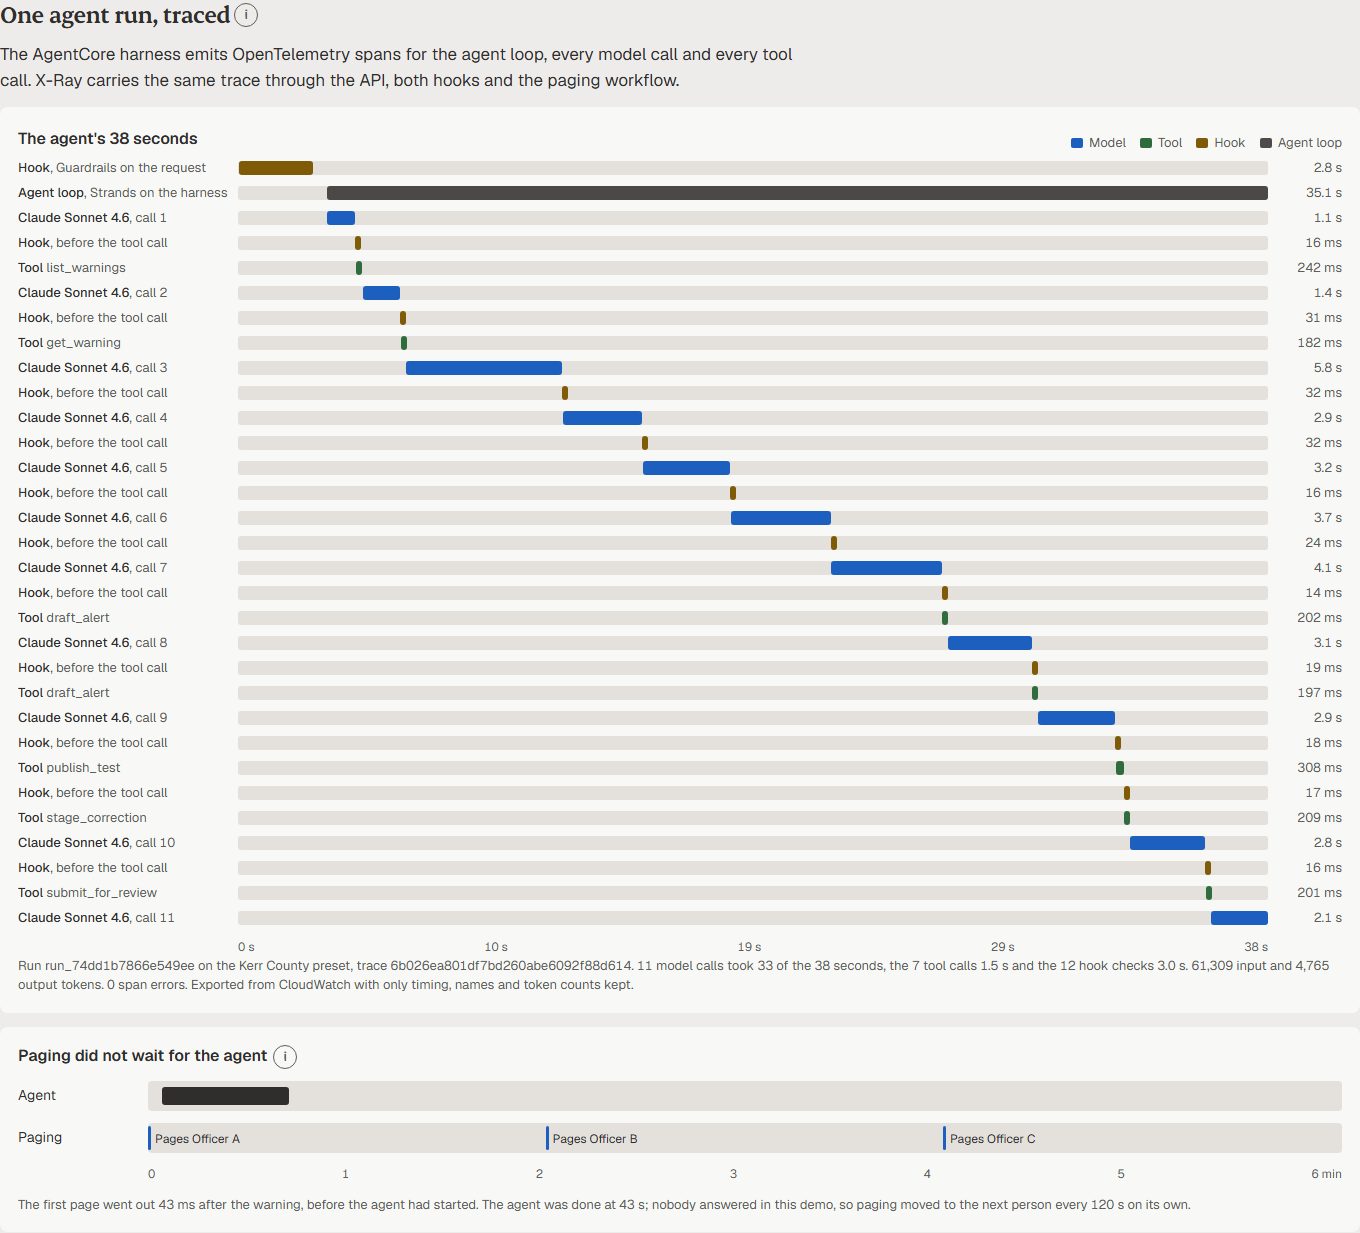 One agent run, traced i
The AgentCore harness emits OpenTelemetry spans for the agent loop, every model call and every tool
call. X-Ray carries the same trace through the API, both hooks and the paging workflow.
The agent's 38 seconds
Model Tool Hook Agent loop
Hook, Guardrails on the request 2.8 s
Agent loop, Strands on the harness 35.1 s
Claude Sonnet 4.6, call 1 1.1 s
Hook, before the tool call 16 ms
Tool list_warnings 242 ms
Claude Sonnet 4.6, call 2 1.4 s
Hook, before the tool call 31 ms
Tool get_warning 182 ms
Claude Sonnet 4.6, call 3 5.8 s
Hook, before the tool call 32 ms
Claude Sonnet 4.6, call 4 2.9 s
Hook, before the tool call 32 ms
Claude Sonnet 4.6, call 5 3.2 s
Hook, before the tool call 16 ms
Claude Sonnet 4.6, call 6 3.7 s
Hook, before the tool call 24 ms
Claude Sonnet 4.6, call 7 4.1 s
Hook, before the tool call 14 ms
Tool draft_alert 202 ms
Claude Sonnet 4.6, call 8 3.1 s
Hook, before the tool call 19 ms
Tool draft_alert 197 ms
Claude Sonnet 4.6, call 9 2.9 s
Hook, before the tool call 18 ms
Tool publish_test 308 ms
Hook, before the tool call 17 ms
Tool stage_correction 209 ms
Claude Sonnet 4.6, call 10 2.8 s
Hook, before the tool call 16 ms
Tool submit_for_review 201 ms
Claude Sonnet 4.6, call 11 2.1 s
0 s 10 s 19 s 29 s 38 s
Run run_74dd1b7866e549ee on the Kerr County preset, trace 6b026ea801df7bd260abe6092f88d614. 11 model calls took 33 of the 38 seconds, the 7 tool calls 1.5 s and the 12 hook checks 3.0 s. 61,309 input and 4,765
output tokens. 0 span errors. Exported from CloudWatch with only timing, names and token counts kept.
Paging did not wait for the agent i
Agent
Paging Pages Officer A Pages Officer B Pages Officer C
0 1 2 3 4 5 6 min
The first page went out 43 ms after the warning, before the agent had started. The agent was done at 43 s; nobody answered in this demo, so paging moved to the next person every 120 s on its own.